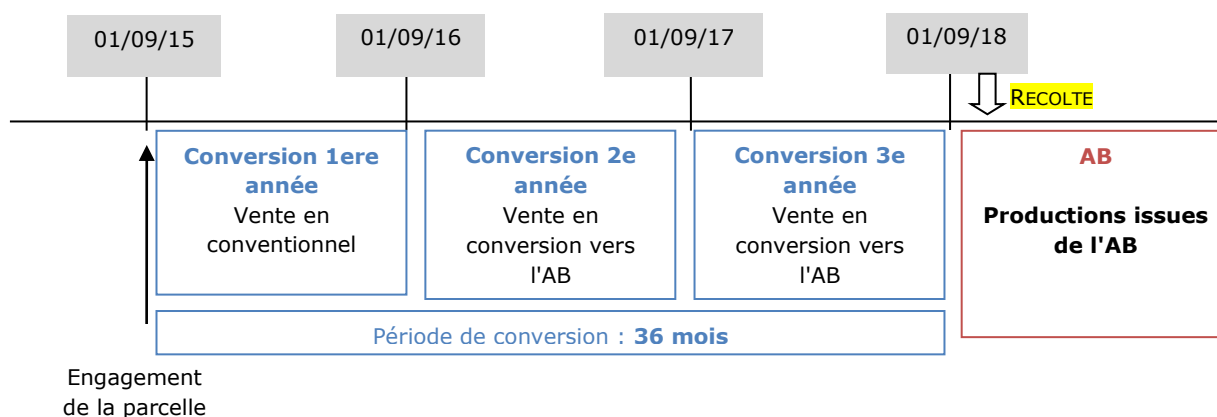 01/09/15
01/09/16
01/09/17
01/09/18
RECOLTE
Conversion 1ere
année
Vente en
conventionnel
Conversion 2e
année
Vente en
conversion vers
l'AB
Conversion 3e
année
Vente en
conversion vers
l'AB
AB
Productions issues
de l'AB
Période de conversion : 36 mois
Engagement
de la parcelle